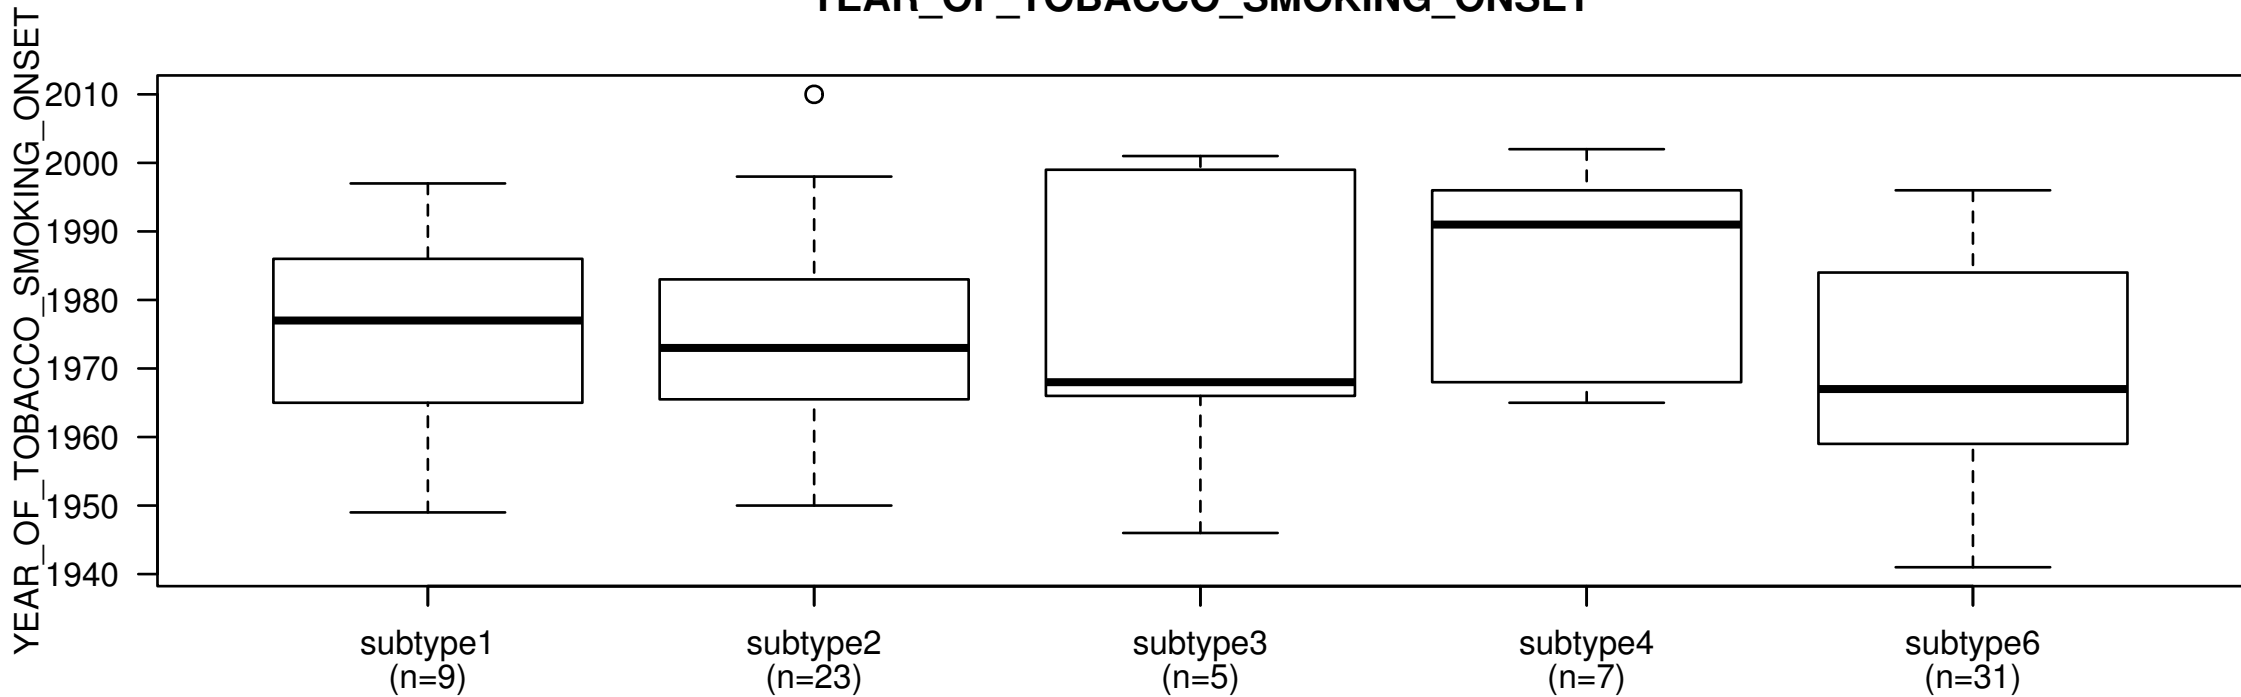 YEAR_OF_TOBACCO_SMOKING_ONSET
YEAR_OF_TOBACCO_SMOKING_ONSET
2010
2000
1990
1980
1970
1960
1950
1940
subtype1 subtype2 subtype3 subtype4 subtype6
(n=9) (n=23) (n=5) (n=7) (n=31)